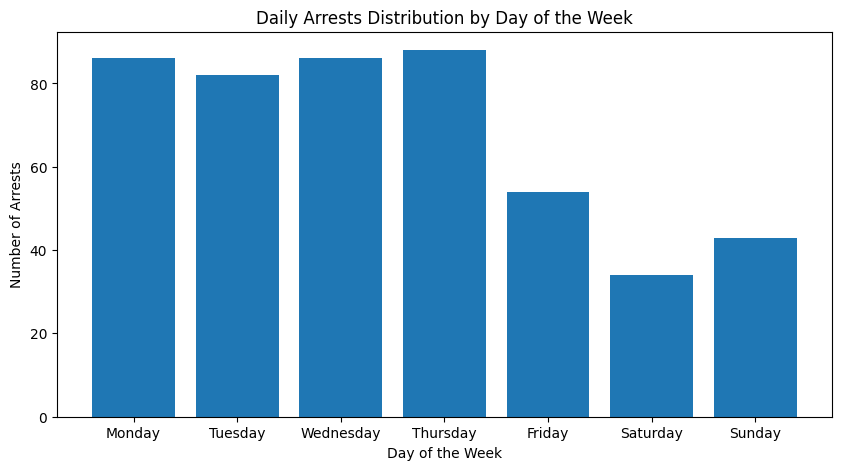 Daily Arrests Distribution by Day of the Week
Number of Arrests
80
60
40
20
0
Monday Tuesday Wednesday Thursday Friday Saturday Sunday
Day of the Week